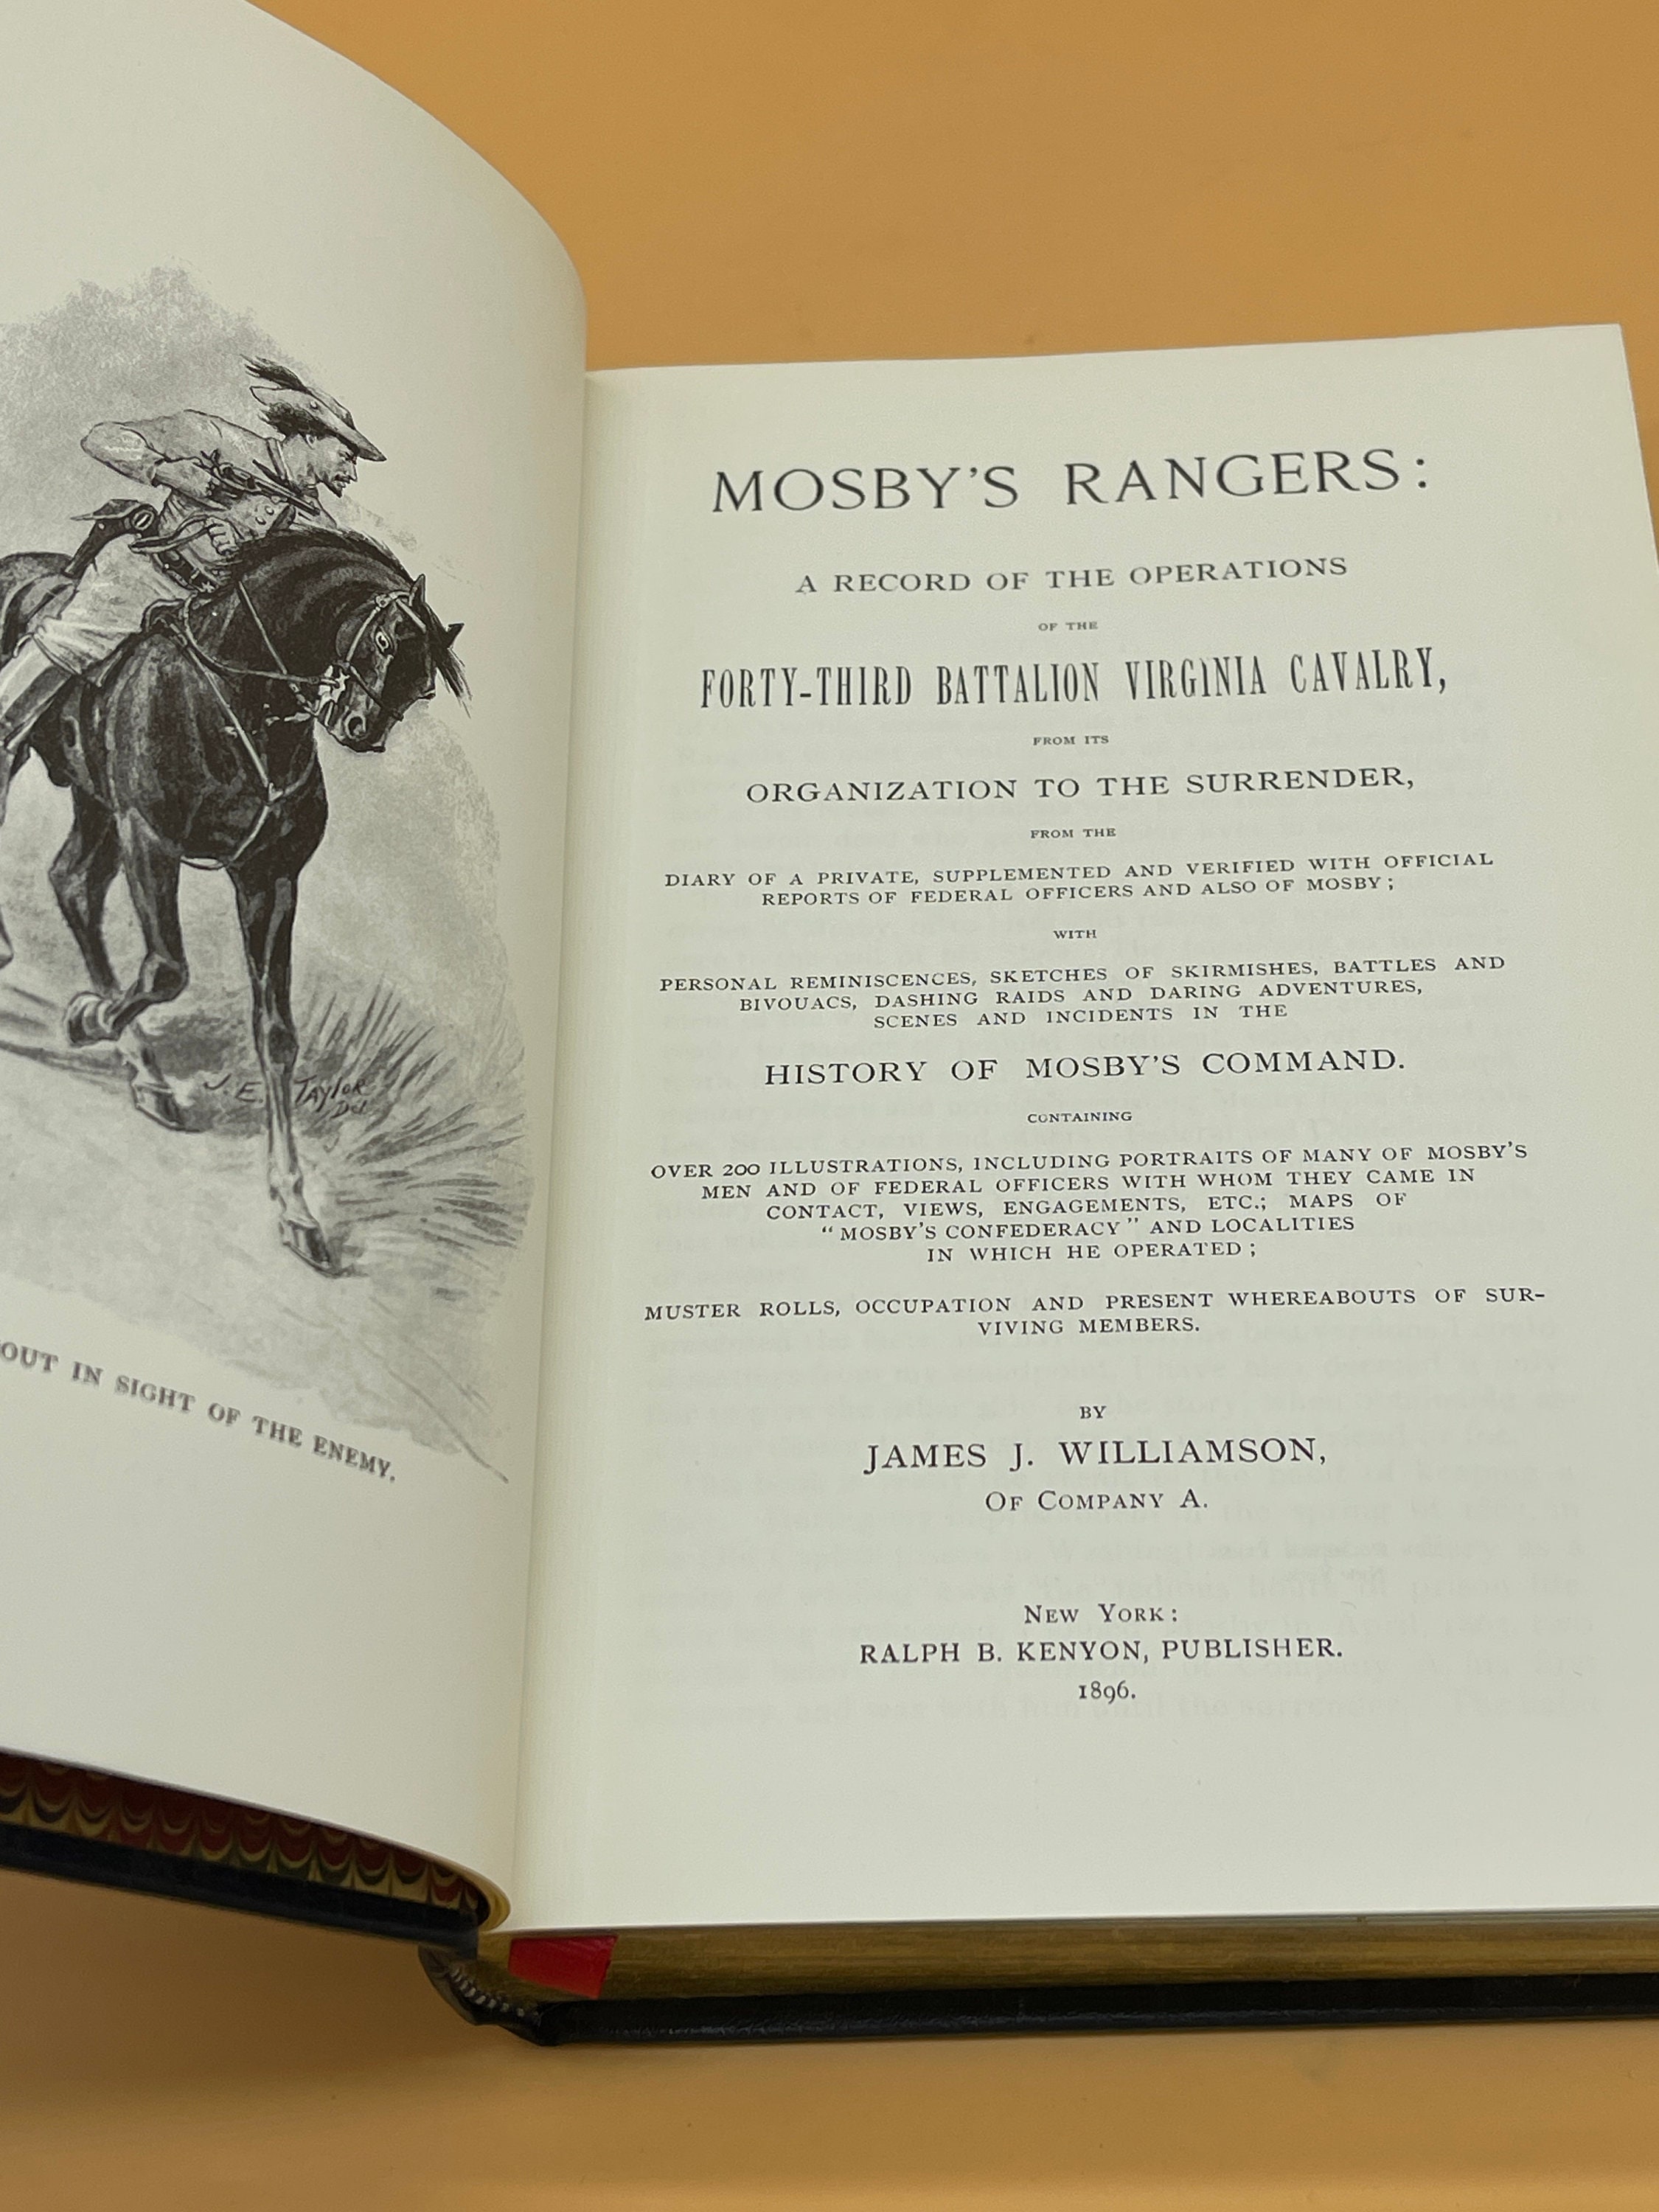 J. E. TAYLOR
Del
OUT IN SIGHT OF THE ENEMY.
MOSBY'S RANGERS:
A RECORD OF THE OPERATIONS
OF THE
FORTY-THIRD BATTALION VIRGINIA CAVALRY,
FROM ITS
ORGANIZATION TO THE SURRENDER,
FROM THE
DIARY OF A PRIVATE, SUPPLEMENTED AND VERIFIED WITH OFFICIAL
REPORTS OF FEDERAL OFFICERS AND ALSO OF MOSBY;
WITH
PERSONAL REMINISCENCES, SKETCHES OF SKIRMISHES, BATTLES AND
BIVOUACS, DASHING RAIDS AND DARING ADVENTURES,
SCENES AND INCIDENTS IN THE
HISTORY OF MOSBY'S COMMAND.
CONTAINING
OVER 200 ILLUSTRATIONS, INCLUDING PORTRAITS OF MANY OF MOSBY'S
MEN AND OF FEDERAL OFFICERS WITH WHOM THEY CAME IN
CONTACT, VIEWS, ENGAGEMENTS, ETC.; MAPS OF
"MOSBY'S CONFEDERACY" AND LOCALITIES
IN WHICH HE OPERATED;
MUSTER ROLLS, OCCUPATION AND PRESENT WHEREABOUTS OF SUR-
VIVING MEMBERS.
BY
JAMES J. WILLIAMSON,
OF COMPANY A.
NEW YORK:
RALPH B. KENYON, PUBLISHER.
1896.